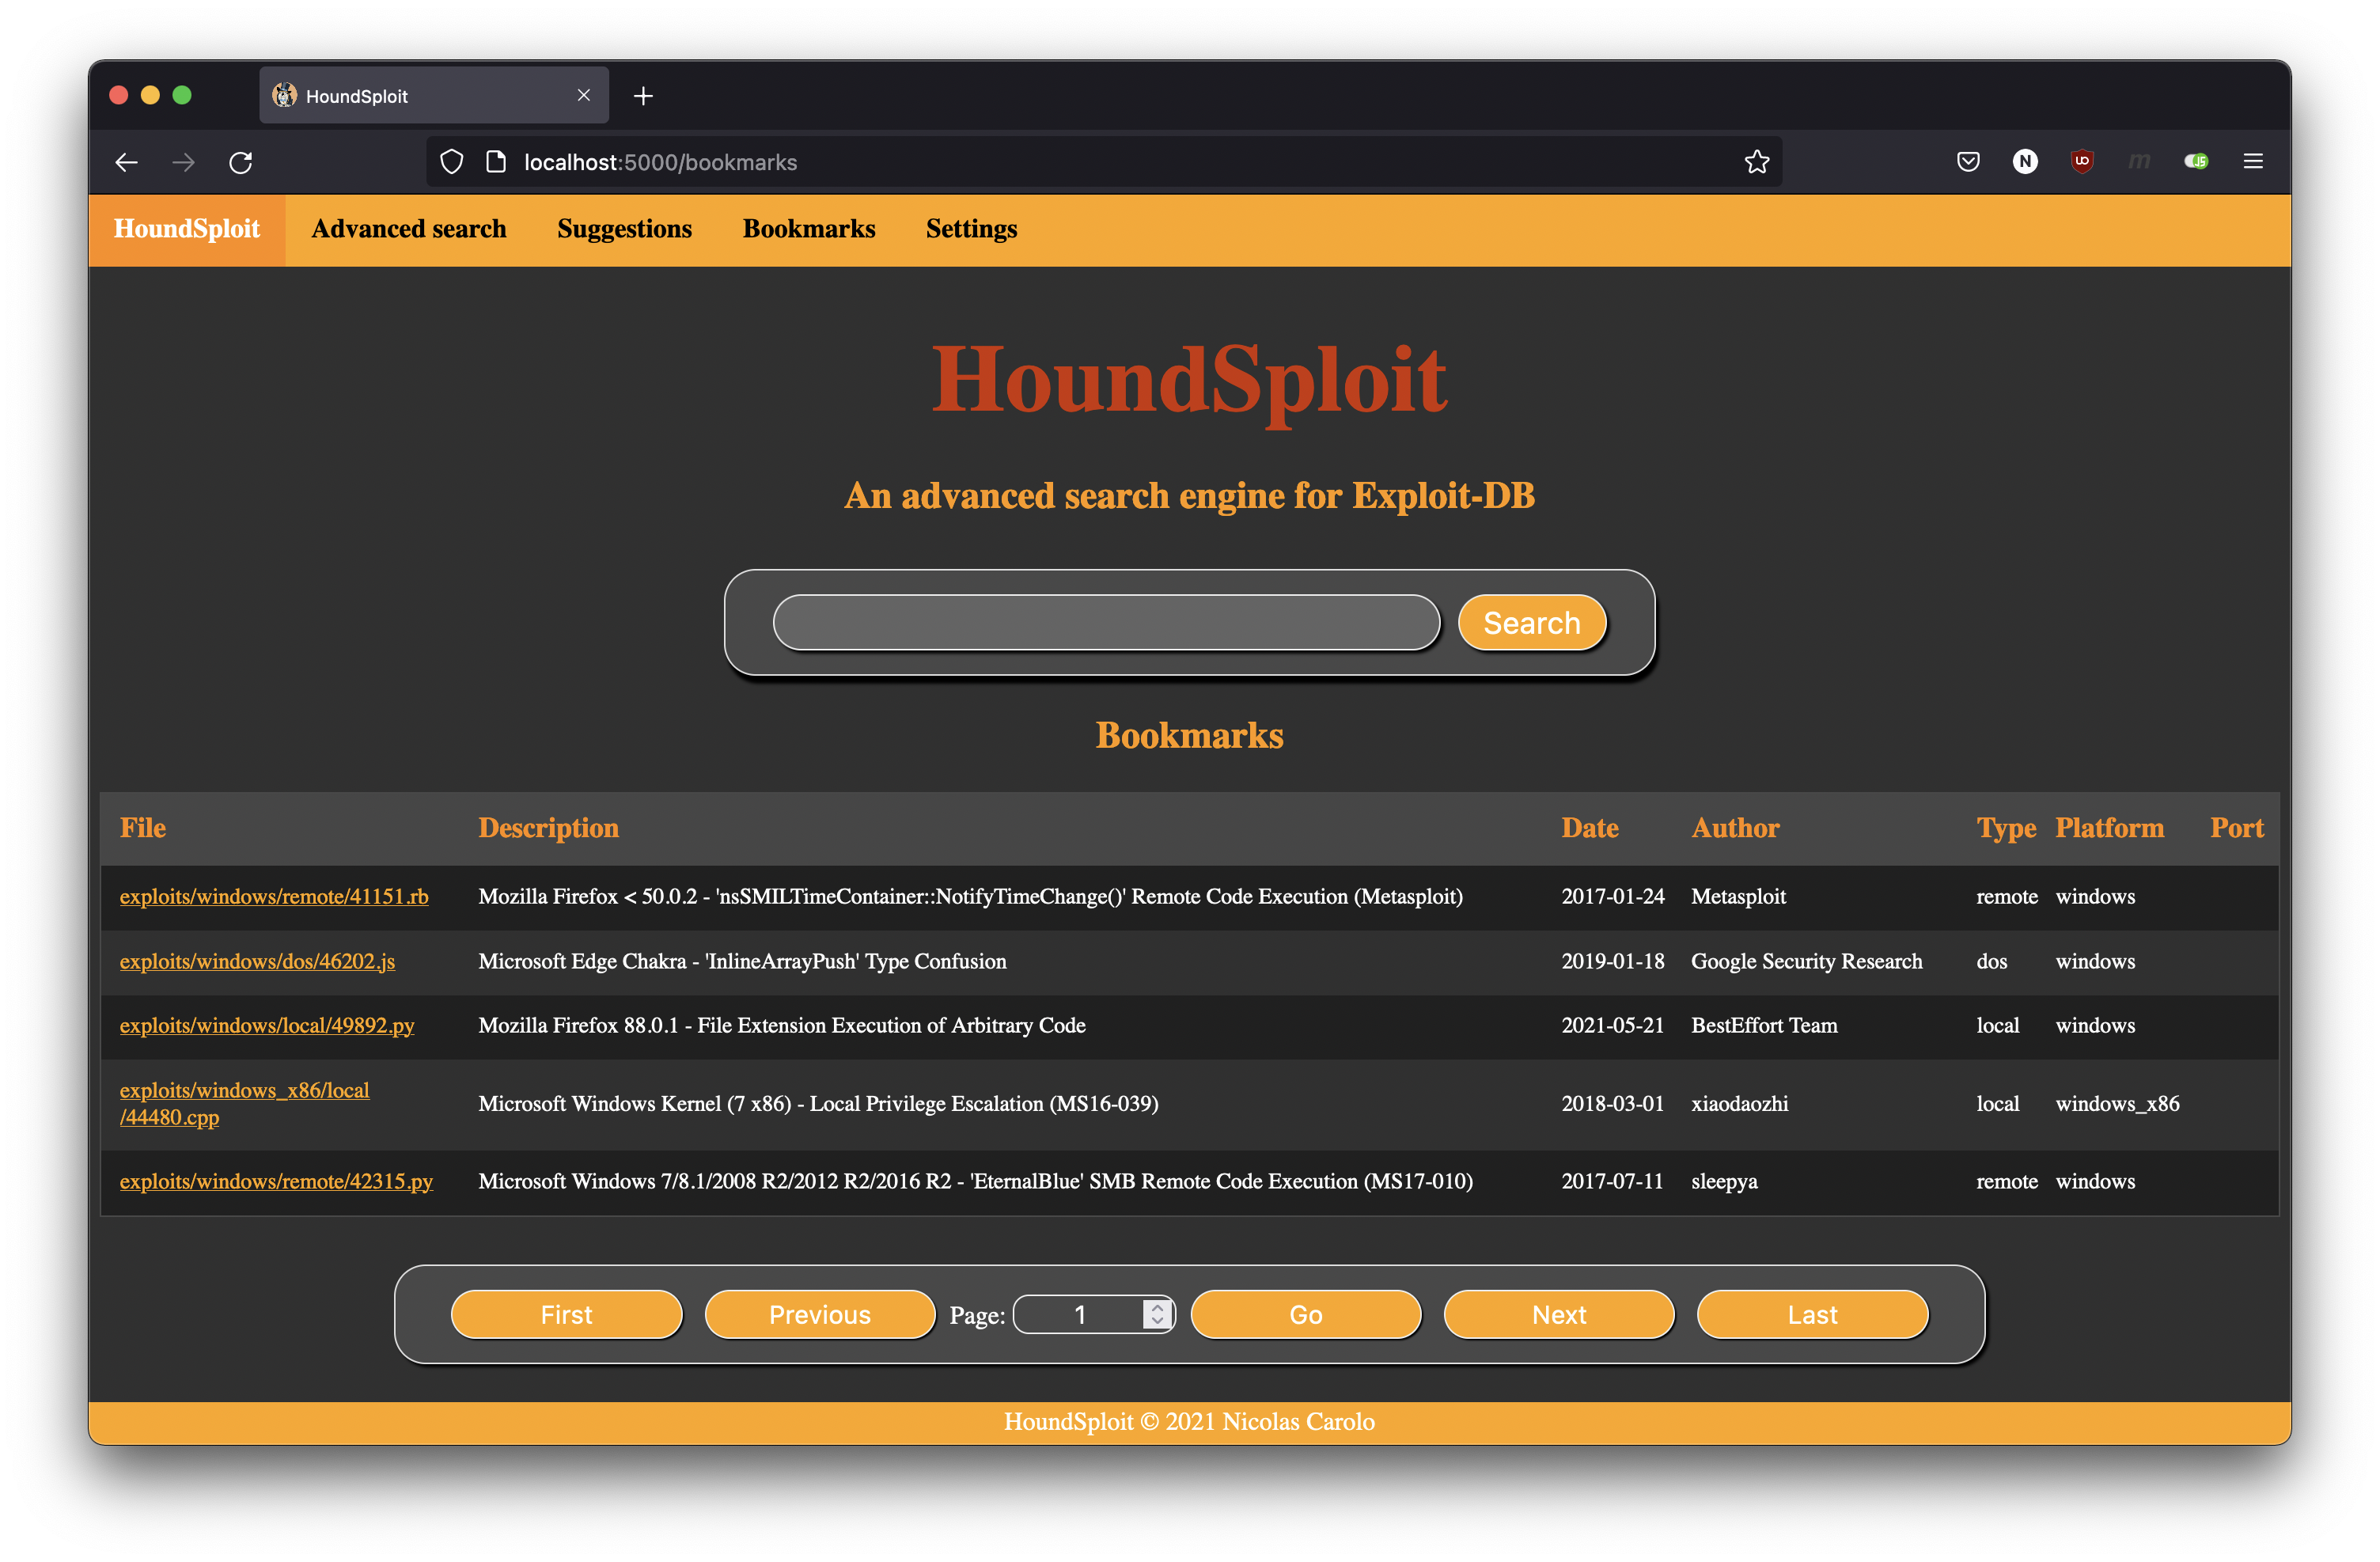 HoundSploit
localhost:5000/bookmarks
N
m
JS
HoundSploit Advanced search Suggestions Bookmarks Settings
HoundSploit
An advanced search engine for Exploit-DB
Search
Bookmarks
File Description Date Author Type Platform Port
exploits/windows/remote/41151.rb Mozilla Firefox < 50.0.2 - 'nsSMILTimeContainer::NotifyTimeChange()' Remote Code Execution (Metasploit) 2017-01-24 Metasploit remote windows
exploits/windows/dos/46202.js Microsoft Edge Chakra - 'InlineArrayPush' Type Confusion 2019-01-18 Google Security Research dos windows
exploits/windows/local/49892.py Mozilla Firefox 88.0.1 - File Extension Execution of Arbitrary Code 2021-05-21 BestEffort Team local windows
exploits/windows_x86/local
/44480.cpp Microsoft Windows Kernel (7 x86) - Local Privilege Escalation (MS16-039) 2018-03-01 xiaodaozhi local windows_x86
exploits/windows/remote/42315.py Microsoft Windows 7/8.1/2008 R2/2012 R2/2016 R2 - 'EternalBlue' SMB Remote Code Execution (MS17-010) 2017-07-11 sleepya remote windows
First Previous Page: 1 Go Next Last
HoundSploit © 2021 Nicolas Carolo